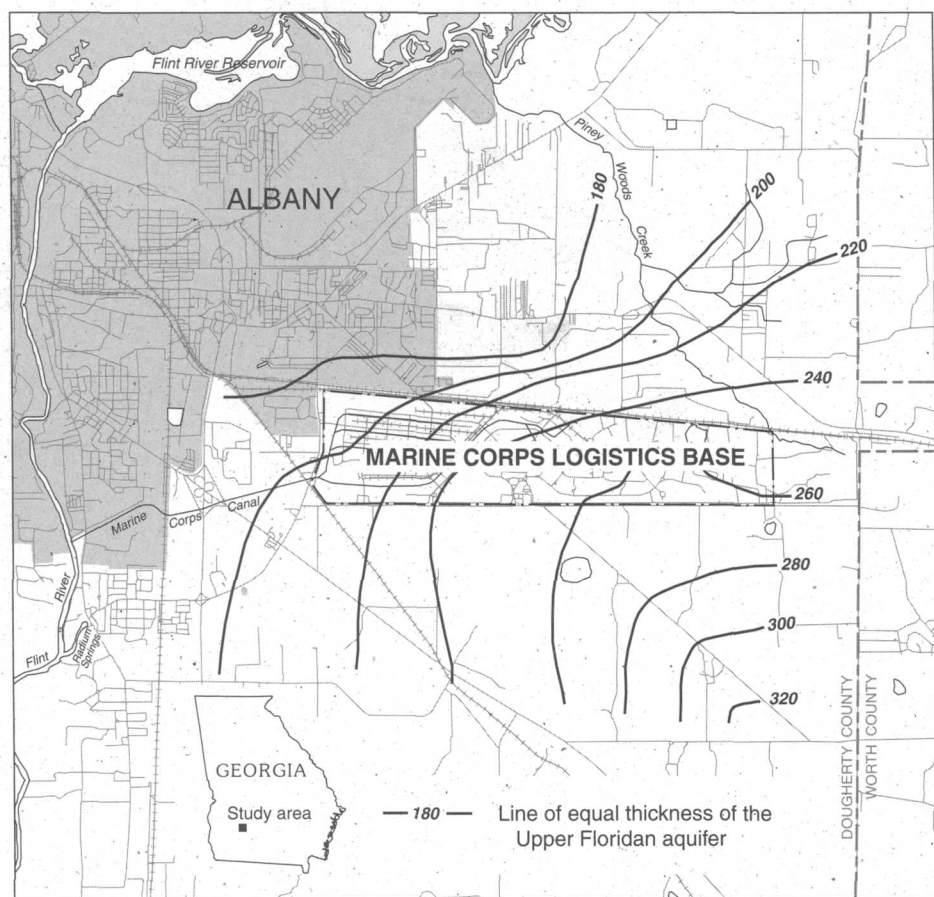 Flint River Reservoir
Piney
Woods
Creek
ALBANY
180
200
220
240
MARINE CORPS LOGISTICS BASE
260
Marine Corps Canal
280
300
320
River
Flint
Radium
Springs
DOUGHERTY COUNTY
WORTH COUNTY
GEORGIA
Study area
180
Line of equal thickness of the
Upper Floridan aquifer